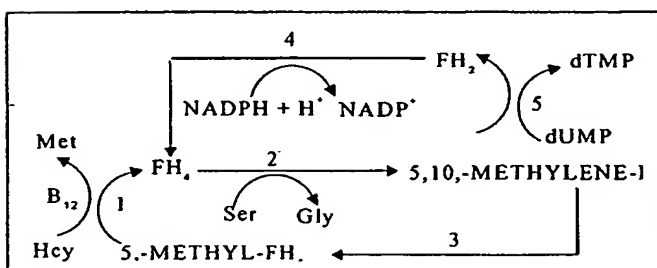 4
FH₂ dTMP
NADPH + H⁺ NADP⁺ 5
dUMP
Met
FH₄ 2 5,10,-METHYLENE-
B₁₂ 1 Ser Gly
Hcy 5,-METHYL-FH 3